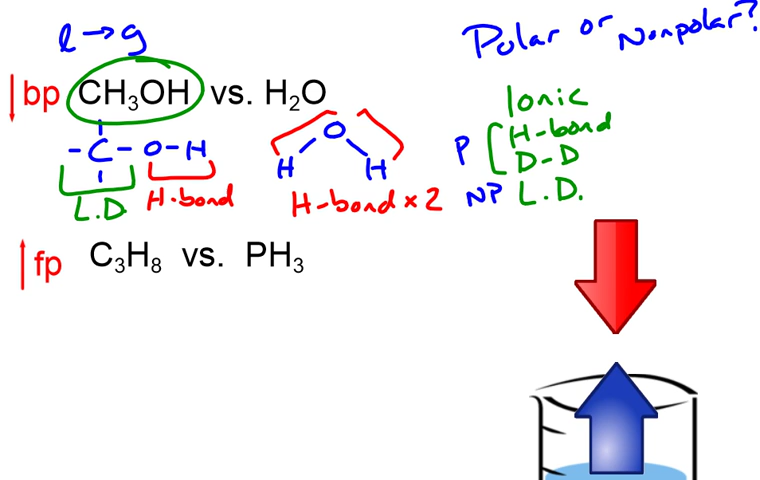 l → g
Polar or Nonpolar?
↓bp CH₃OH vs. H₂O
Ionic
H-bond
P
D-D
NP L.D.
-C-O-H
O
H H
L.D. H-bond
H-bond×2
↑fp C₃H₈ vs. PH₃